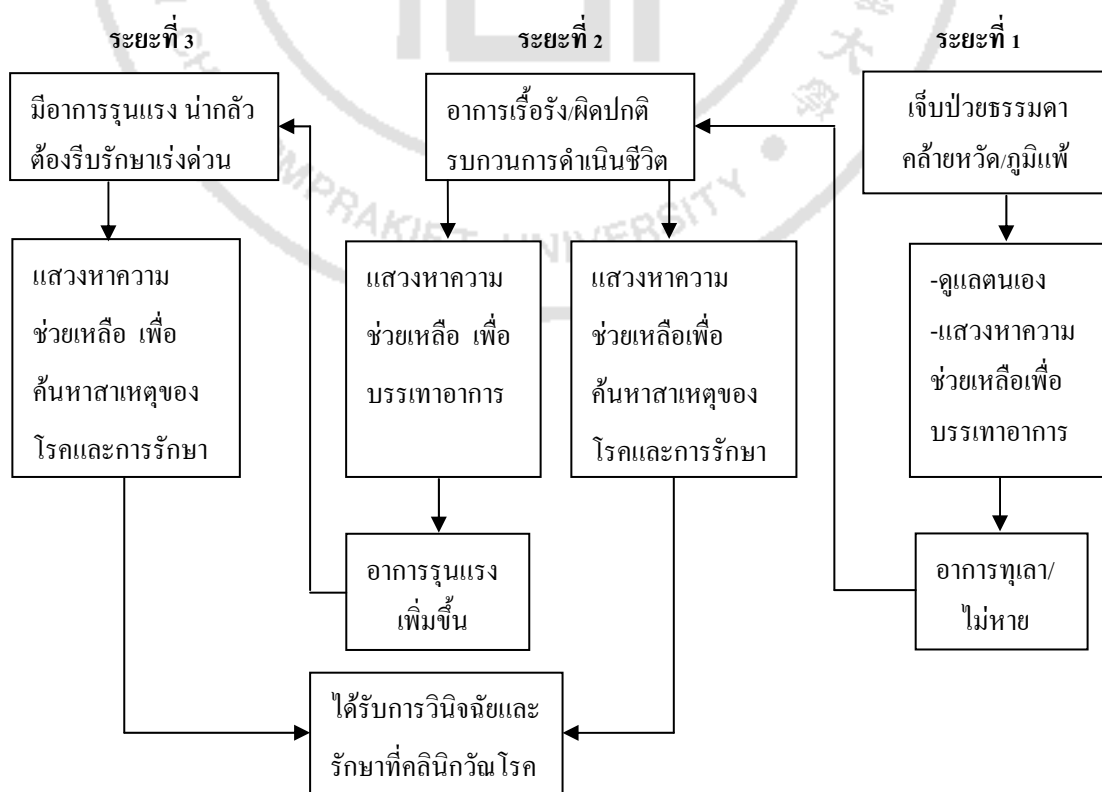 ระยะที่ 3
ระยะที่ 2
ระยะที่ 1
มีอาการรุนแรง น่ากลัว
ต้องรีบรักษาเร่งด่วน
อาการเรื้อรัง/ผิดปกติ
รบกวนการดำเนินชีวิต
เจ็บป่วยธรรมดา
คล้ายหวัด/ภูมิแพ้
แสวงหาความ
ช่วยเหลือ เพื่อ
ค้นหาสาเหตุของ
โรคและการรักษา
แสวงหาความ
ช่วยเหลือ เพื่อ
บรรเทาอาการ
แสวงหาความ
ช่วยเหลือเพื่อ
ค้นหาสาเหตุของ
โรคและการรักษา
-ดูแลตนเอง
-แสวงหาความ
ช่วยเหลือเพื่อ
บรรเทาอาการ
อาการรุนแรง
เพิ่มขึ้น
อาการทุเลา/
ไม่หาย
ได้รับการวินิจฉัยและ
รักษาที่คลินิกวัณโรค
MPRAKIET UNIVERSITY
大
學